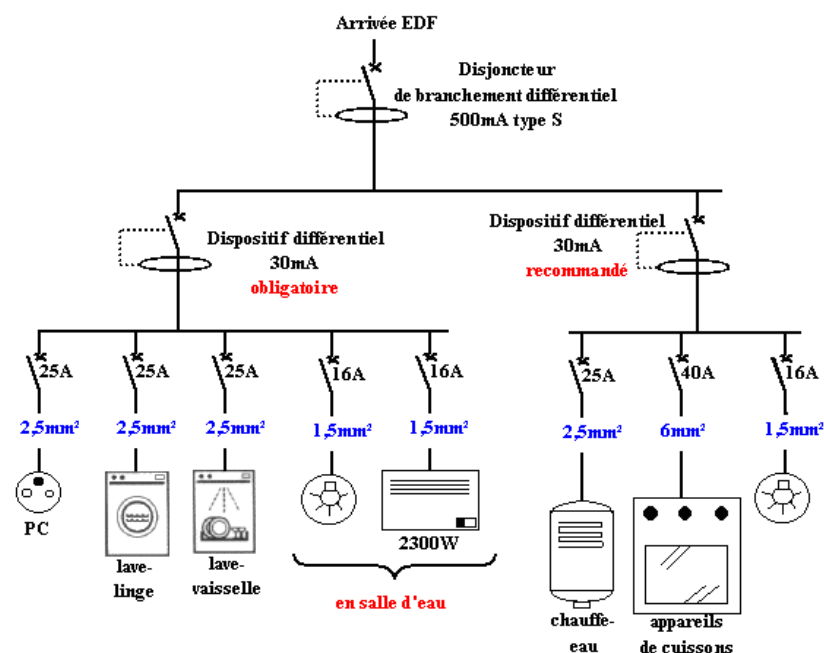 Arrivée EDF
Disjoncteur
de branchement différentiel
500mA type S
Dispositif différentiel
30mA
obligatoire
Dispositif différentiel
30mA
recommandé
25A
25A
25A
16A
16A
25A
40A
16A
2,5mm²
2,5mm²
2,5mm²
1,5mm²
1,5mm²
2,5mm²
6mm²
1,5mm²
PC
lave-
linge
lave-
vaisselle
2300W
en salle d'eau
chauffe-
eau
appareils
de cuissons